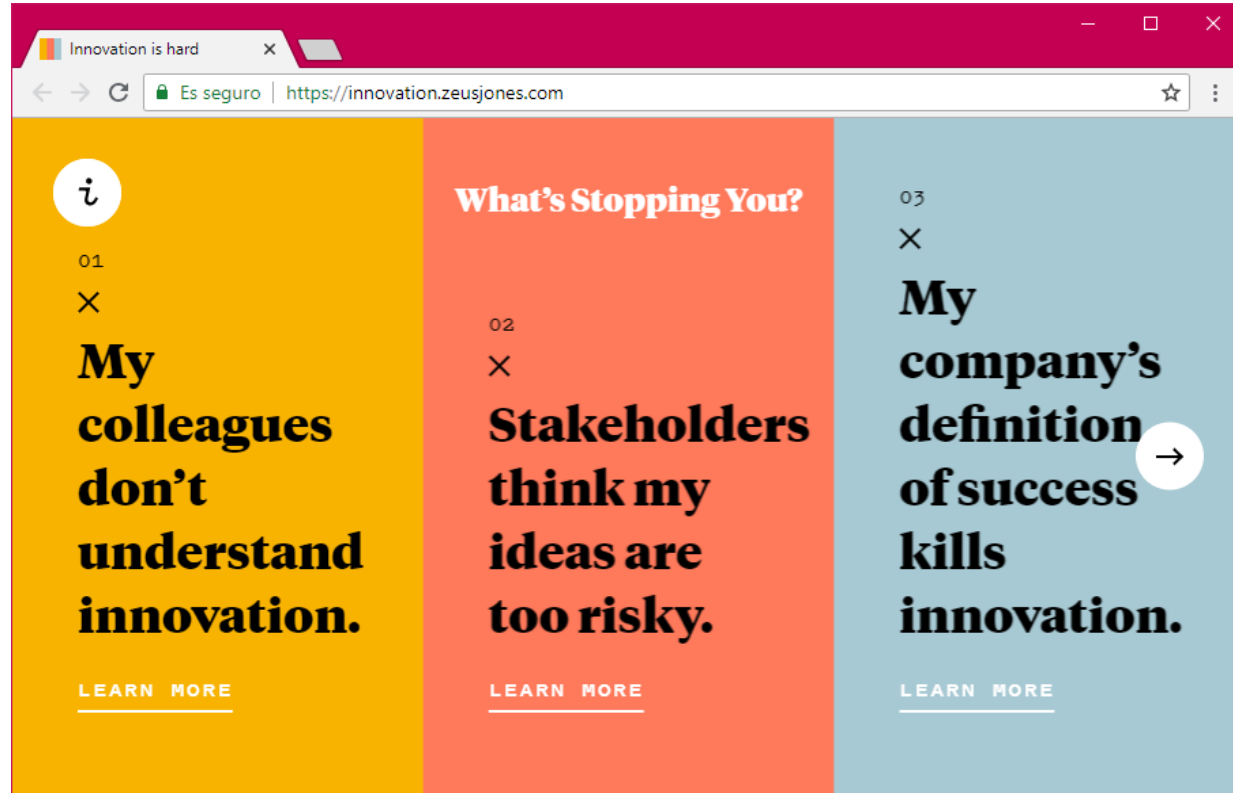 Innovation is hard
Es seguro
https://innovation.zeusjones.com
i
01
My
colleagues
don’t
understand
innovation.
LEARN MORE
What’s Stopping You?
02
Stakeholders
think my
ideas are
too risky.
LEARN MORE
03
My
company’s
definition
of success
kills
innovation.
LEARN MORE